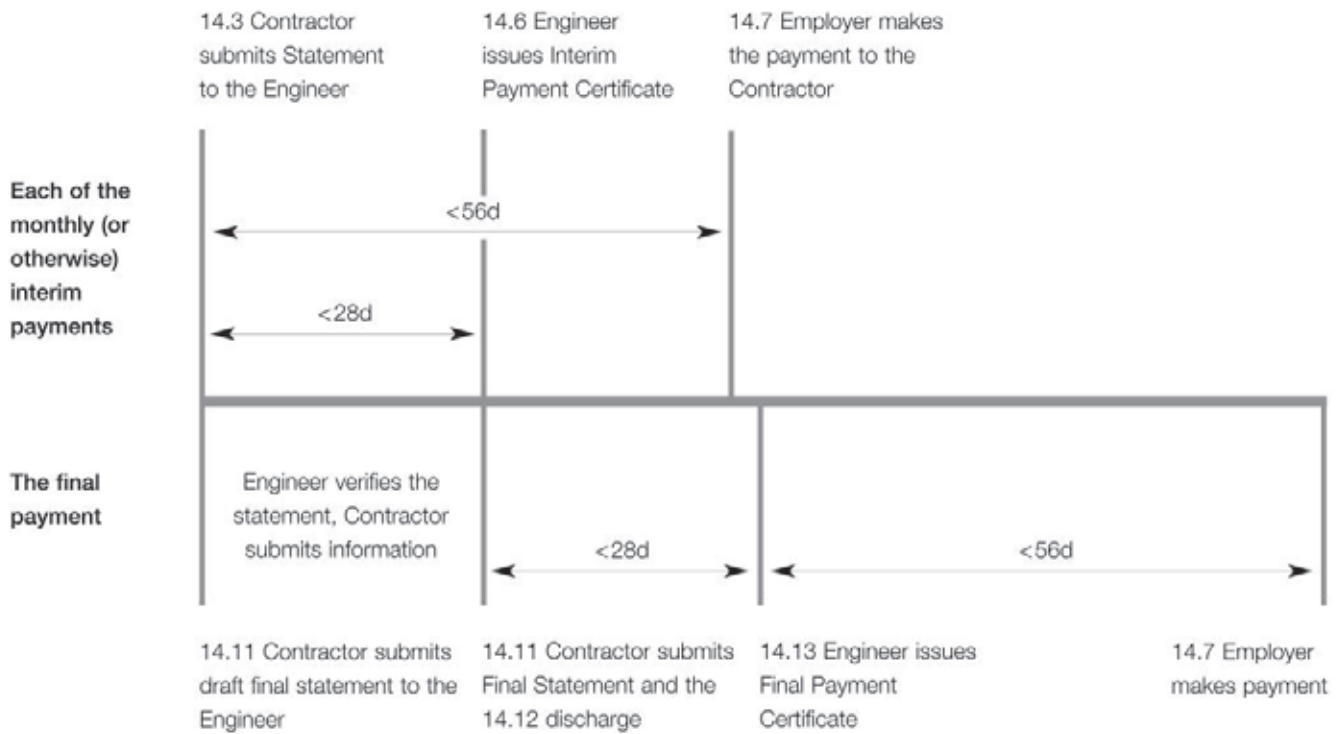 14.3 Contractor
submits Statement
to the Engineer
14.6 Engineer
issues Interim
Payment Certificate
14.7 Employer makes
the payment to the
Contractor
Each of the
monthly (or
otherwise)
interim
payments
<56d
<28d
The final
payment
Engineer verifies the
statement, Contractor
submits information
<28d
<56d
14.11 Contractor submits
draft final statement to the
Engineer
14.11 Contractor submits
Final Statement and the
14.12 discharge
14.13 Engineer issues
Final Payment
Certificate
14.7 Employer
makes payment